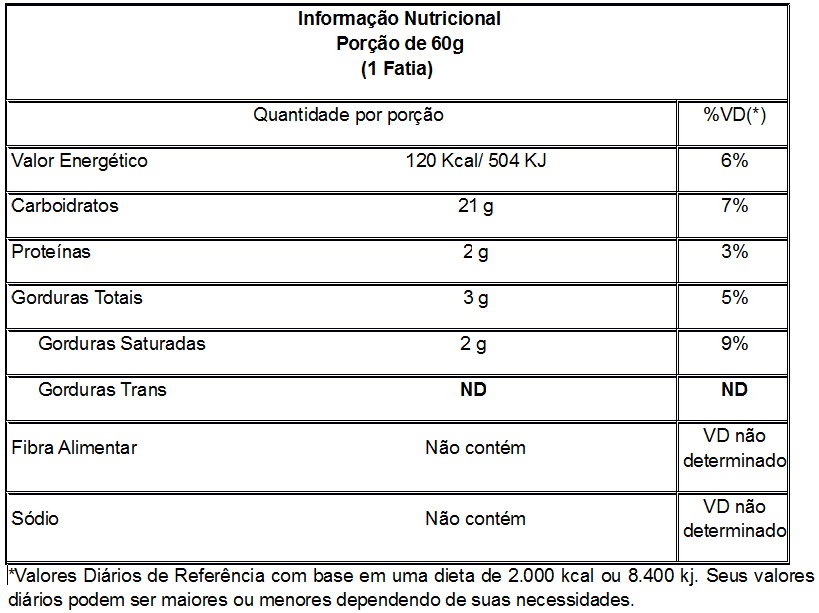 Informação Nutricional
Porção de 60g
(1 Fatia)
Quantidade por porção %VD(*)
Valor Energético 120 Kcal/ 504 KJ 6%
Carboidratos 21 g 7%
Proteínas 2 g 3%
Gorduras Totais 3 g 5%
Gorduras Saturadas 2 g 9%
Gorduras Trans ND ND
Fibra Alimentar Não contém VD não determinado
Sódio Não contém VD não determinado
*Valores Diários de Referência com base em uma dieta de 2.000 kcal ou 8.400 kj. Seus valores
diários podem ser maiores ou menores dependendo de suas necessidades.